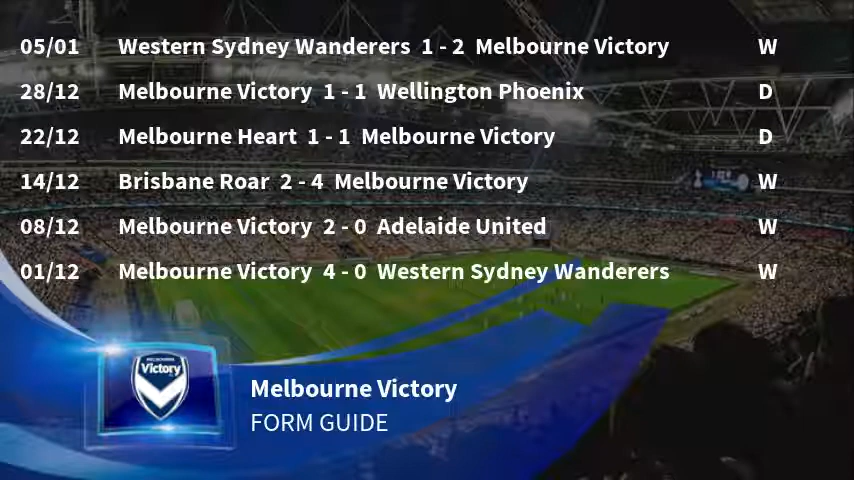 05/01 Western Sydney Wanderers 1 - 2 Melbourne Victory W
28/12 Melbourne Victory 1 - 1 Wellington Phoenix D
22/12 Melbourne Heart 1 - 1 Melbourne Victory D
14/12 Brisbane Roar 2 - 4 Melbourne Victory W
08/12 Melbourne Victory 2 - 0 Adelaide United W
01/12 Melbourne Victory 4 - 0 Western Sydney Wanderers W
MELBOURNE
Victory
Melbourne Victory
FORM GUIDE